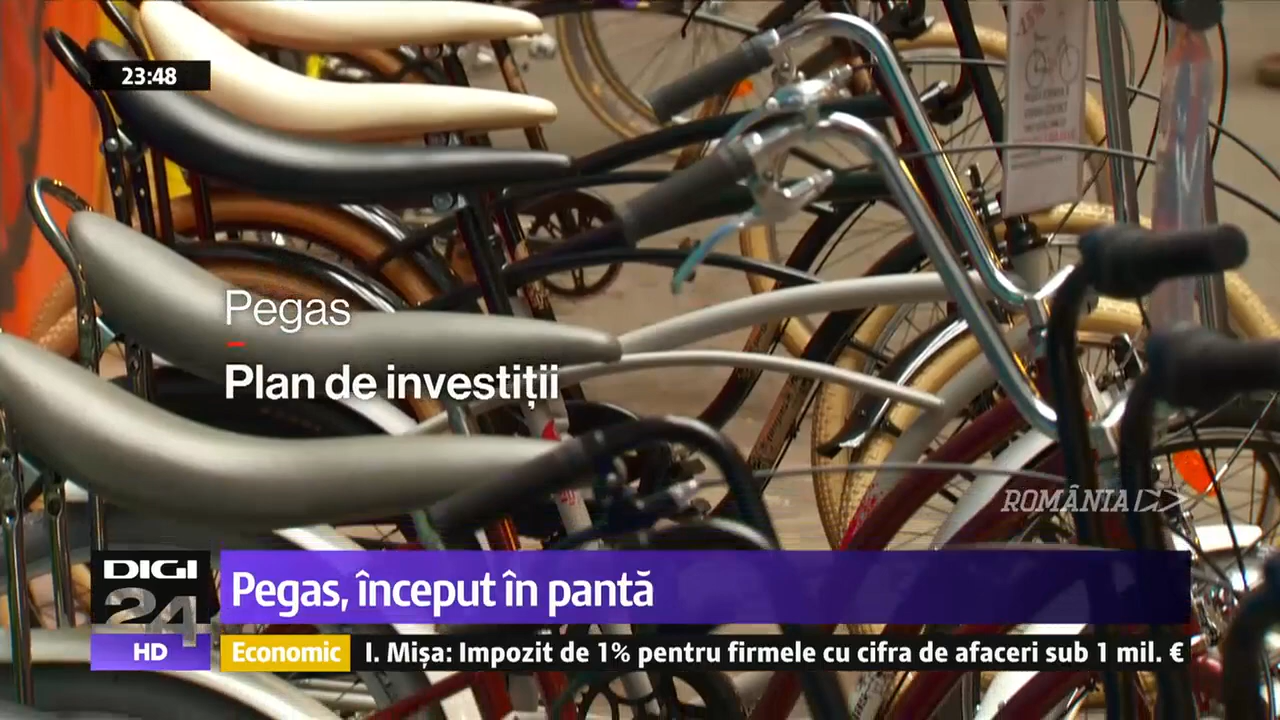 23:48
-15%
Pegas
Plan de investiții
ROMÂNIA
DIGI
24
HD
Pegas, început în pantă
Economic
I. Mișa: Impozit de 1% pentru firmele cu cifra de afaceri sub 1 mil. €